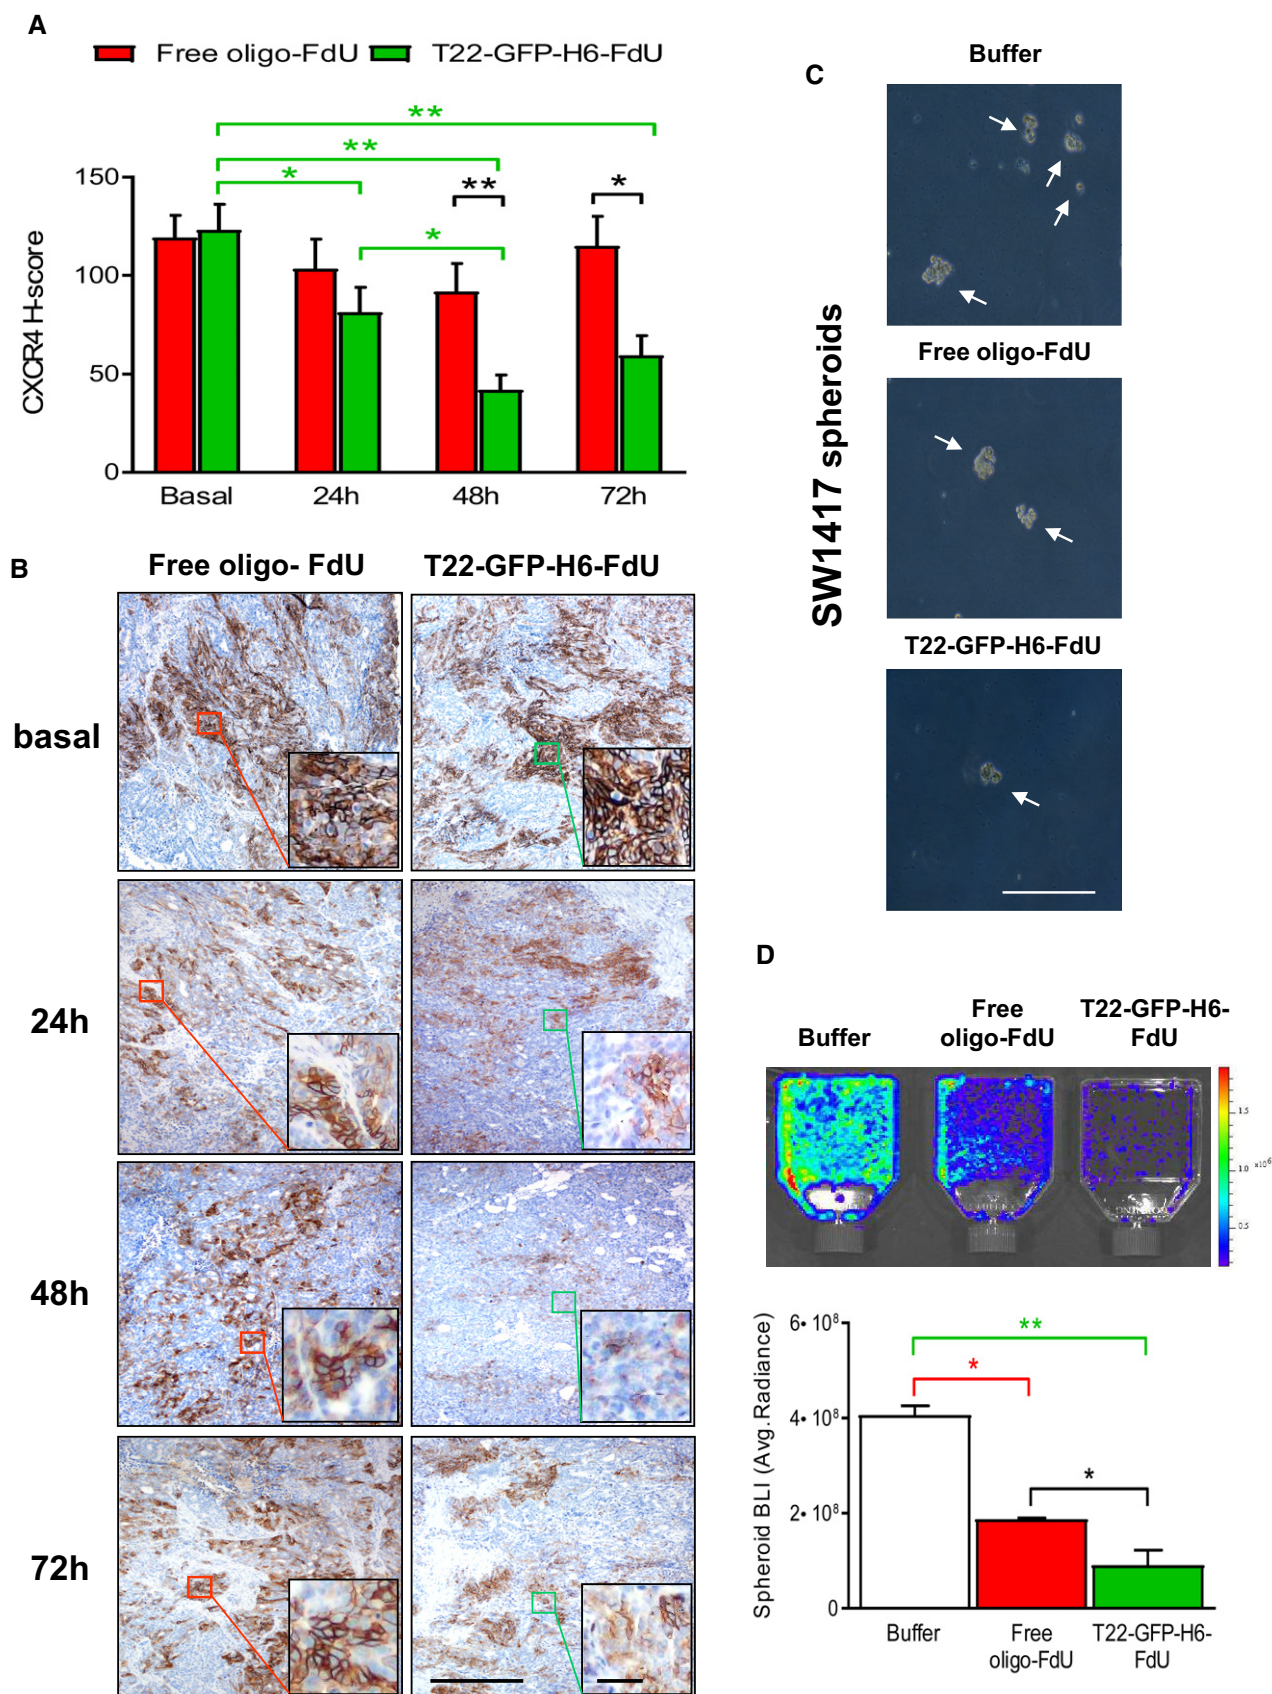 A
Free oligo-FdU T22-GFP-H6-FdU
**
**
*
**
*
*
150
100
50
0
CXCR4 H-score
Basal 24h 48h 72h
B
Free oligo- FdU T22-GFP-H6-FdU
basal
24h
48h
72h
C
SW1417 spheroids
Buffer
Free oligo-FdU
T22-GFP-H6-FdU
D
Buffer
Free
oligo-FdU
T22-GFP-H6-
FdU
1.5
1.0 x10⁶
0.5
Spheroid BLI (Avg.Radiance)
6• 10⁸
4• 10⁸
2• 10⁸
0
**
*
*
Buffer
Free
oligo-FdU
T22-GFP-H6-
FdU